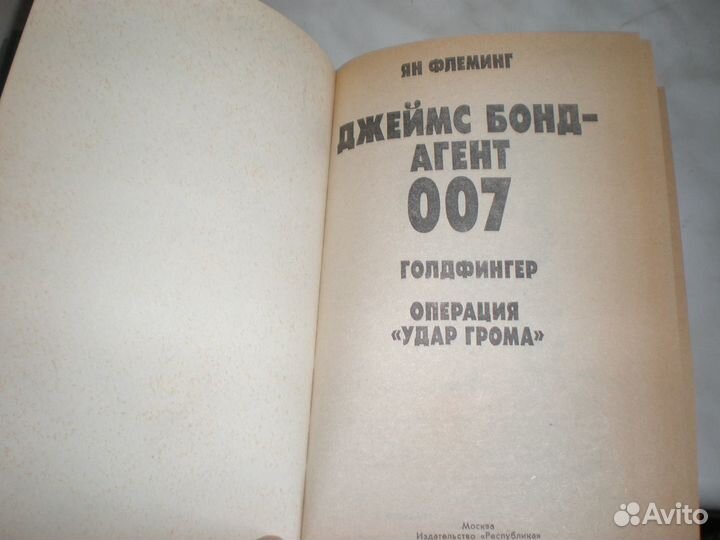 ЯН ФЛЕМИНГ
ДЖЕЙМС БОНД-
АГЕНТ
007
ГОЛДФИНГЕР
ОПЕРАЦИЯ
«УДАР ГРОМА»
Москва
Издательство «Республика»
Avito